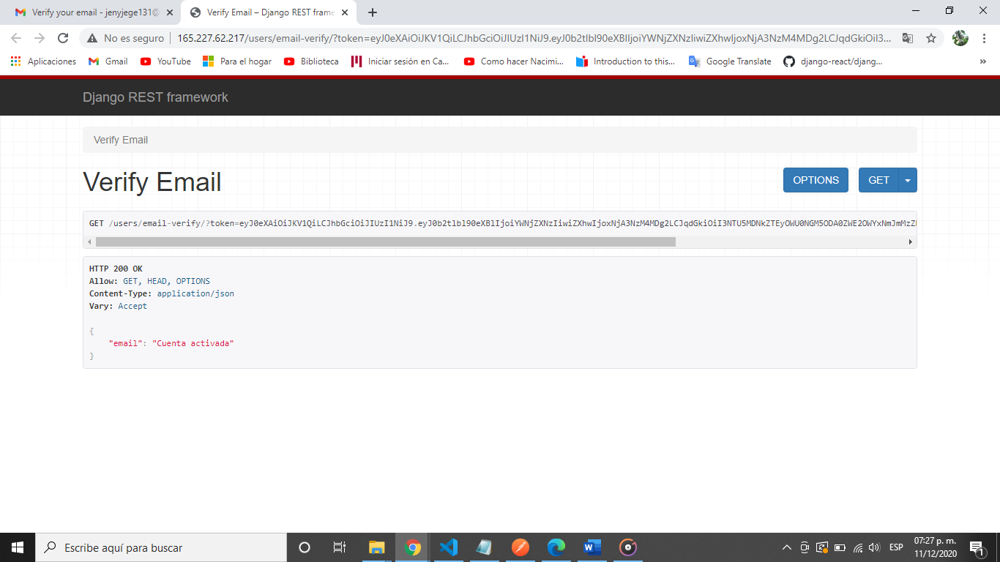 Verify your email - jenyjege131@
Verify Email – Django REST frame
No es seguro
165.227.62.217/users/email-verify/?token=eyJ0eXAiOiJKV1QiLCJhbGciOiJIUzI1NiJ9.eyJ0b2tlbl90eXBlIjoiYWNjZXNzIiwiZXhwIjoxNjA3NzM4MDg2LCJqdGkiOiI3...
Aplicaciones
Gmail
YouTube
Para el hogar
Biblioteca
Iniciar sesión en Ca...
Como hacer Nacimi...
Introduction to this...
Google Translate
django-react/djang...
Django REST framework
Verify Email
Verify Email
OPTIONS
GET
GET /users/email-verify/?token=eyJ0eXAiOiJKV1QiLCJhbGciOiJIUzI1NiJ9.eyJ0b2tlbl90eXBlIjoiYWNjZXNzIiwiZXhwIjoxNjA3NzM4MDg2LCJqdGkiOiI3NTU5MDNkZTEyOWU0NGM5ODA0ZWE2OWYxNmJmMzZl
HTTP 200 OK
Allow: GET, HEAD, OPTIONS
Content-Type: application/json
Vary: Accept
{
"email": "Cuenta activada"
}
Escribe aquí para buscar
ESP
07:27 p. m.
11/12/2020
1